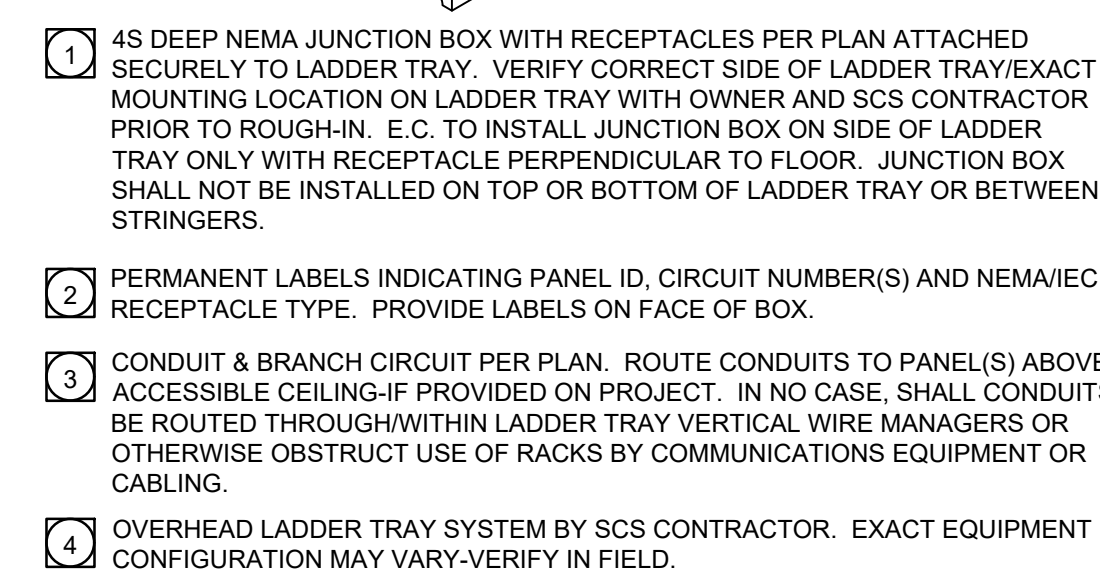 1 4S DEEP NEMA JUNCTION BOX WITH RECEPTACLES PER PLAN ATTACHED
SECURELY TO LADDER TRAY. VERIFY CORRECT SIDE OF LADDER TRAY/EXACT
MOUNTING LOCATION ON LADDER TRAY WITH OWNER AND SCS CONTRACTOR
PRIOR TO ROUGH-IN. E.C. TO INSTALL JUNCTION BOX ON SIDE OF LADDER
TRAY ONLY WITH RECEPTACLE PERPENDICULAR TO FLOOR. JUNCTION BOX
SHALL NOT BE INSTALLED ON TOP OR BOTTOM OF LADDER TRAY OR BETWEEN
STRINGERS.
2 PERMANENT LABELS INDICATING PANEL ID, CIRCUIT NUMBER(S) AND NEMA/IEC
RECEPTACLE TYPE. PROVIDE LABELS ON FACE OF BOX.
3 CONDUIT & BRANCH CIRCUIT PER PLAN. ROUTE CONDUITS TO PANEL(S) ABOVE
ACCESSIBLE CEILING-IF PROVIDED ON PROJECT. IN NO CASE, SHALL CONDUITS
BE ROUTED THROUGH/WITHIN LADDER TRAY VERTICAL WIRE MANAGERS OR
OTHERWISE OBSTRUCT USE OF RACKS BY COMMUNICATIONS EQUIPMENT OR
CABLING.
4 OVERHEAD LADDER TRAY SYSTEM BY SCS CONTRACTOR. EXACT EQUIPMENT
CONFIGURATION MAY VARY-VERIFY IN FIELD.